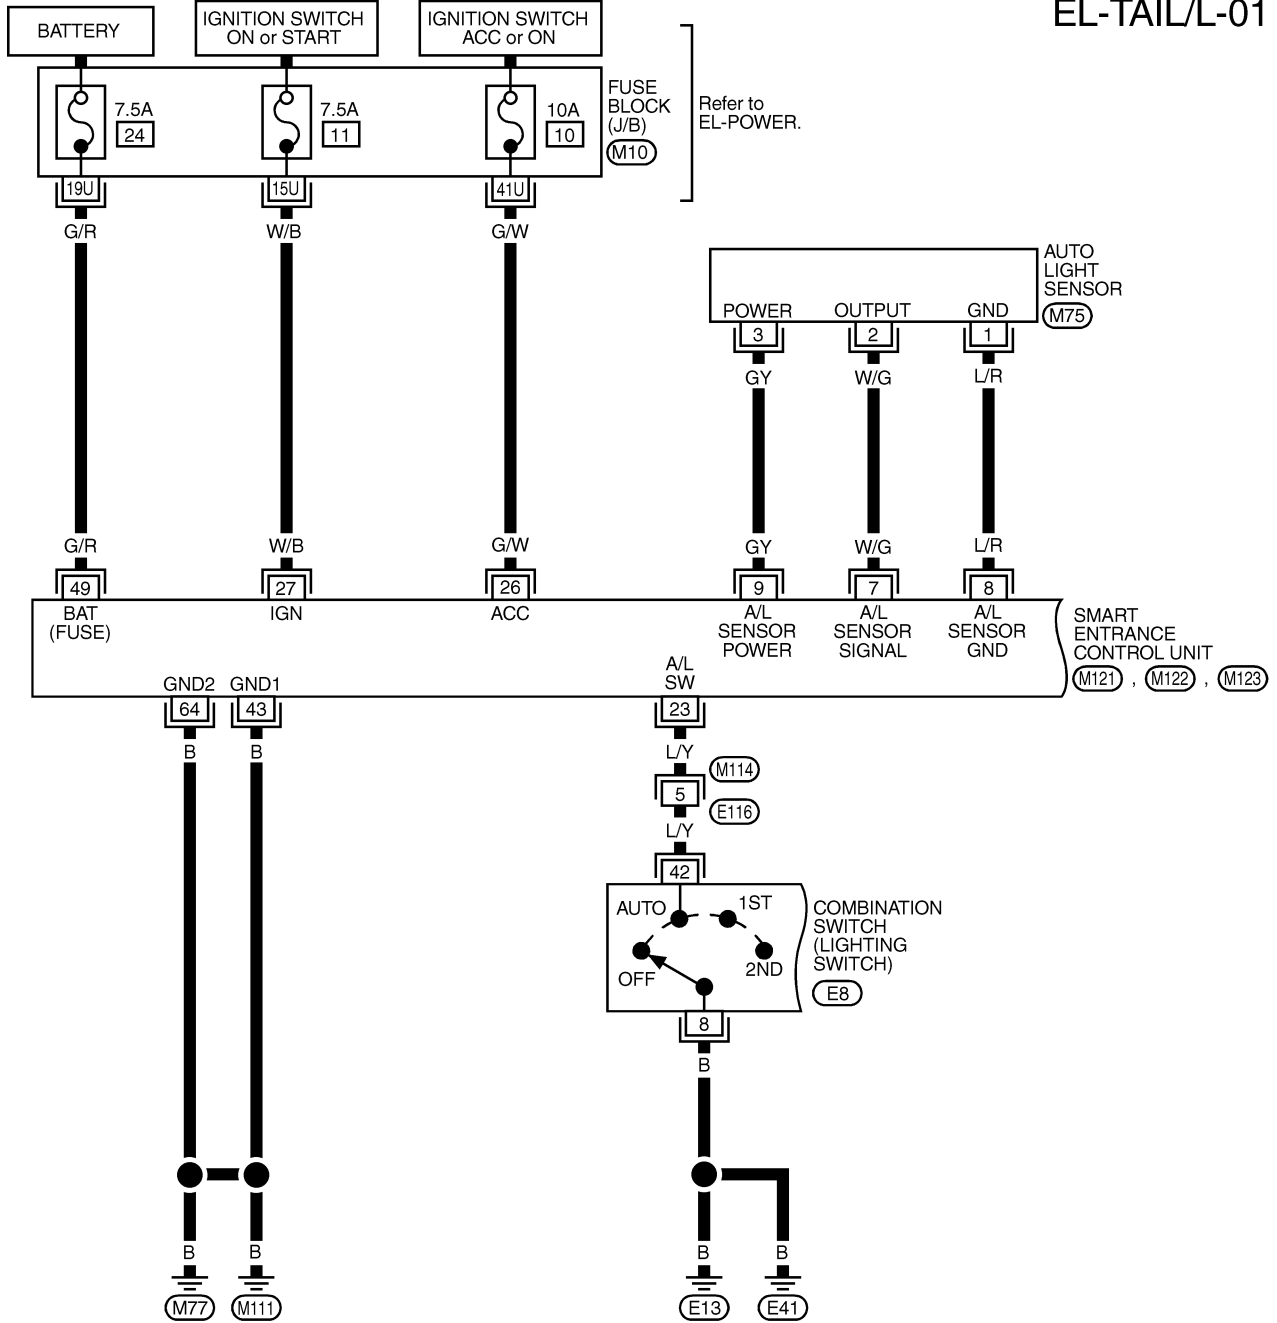 EL-TAIL/L-01
BATTERY
IGNITION SWITCH
ON or START
IGNITION SWITCH
ACC or ON
7.5A
24
7.5A
11
10A
10
FUSE
BLOCK
(J/B)
M10
Refer to
EL-POWER.
19U
15U
41U
G/R
W/B
G/W
AUTO
LIGHT
SENSOR
M75
POWER
OUTPUT
GND
3
2
1
GY
W/G
L/R
G/R
W/B
G/W
GY
W/G
L/R
49
27
26
9
7
8
BAT
(FUSE)
IGN
ACC
A/L
SENSOR
POWER
A/L
SENSOR
SIGNAL
A/L
SENSOR
GND
SMART
ENTRANCE
CONTROL UNIT
M121 , M122 , M123
GND2
GND1
A/L
SW
64
43
23
B
B
L/Y
M114
5
E116
L/Y
42
AUTO
1ST
OFF
2ND
COMBINATION
SWITCH
(LIGHTING
SWITCH)
E8
8
B
B
B
B
B
M77
M111
E13
E41